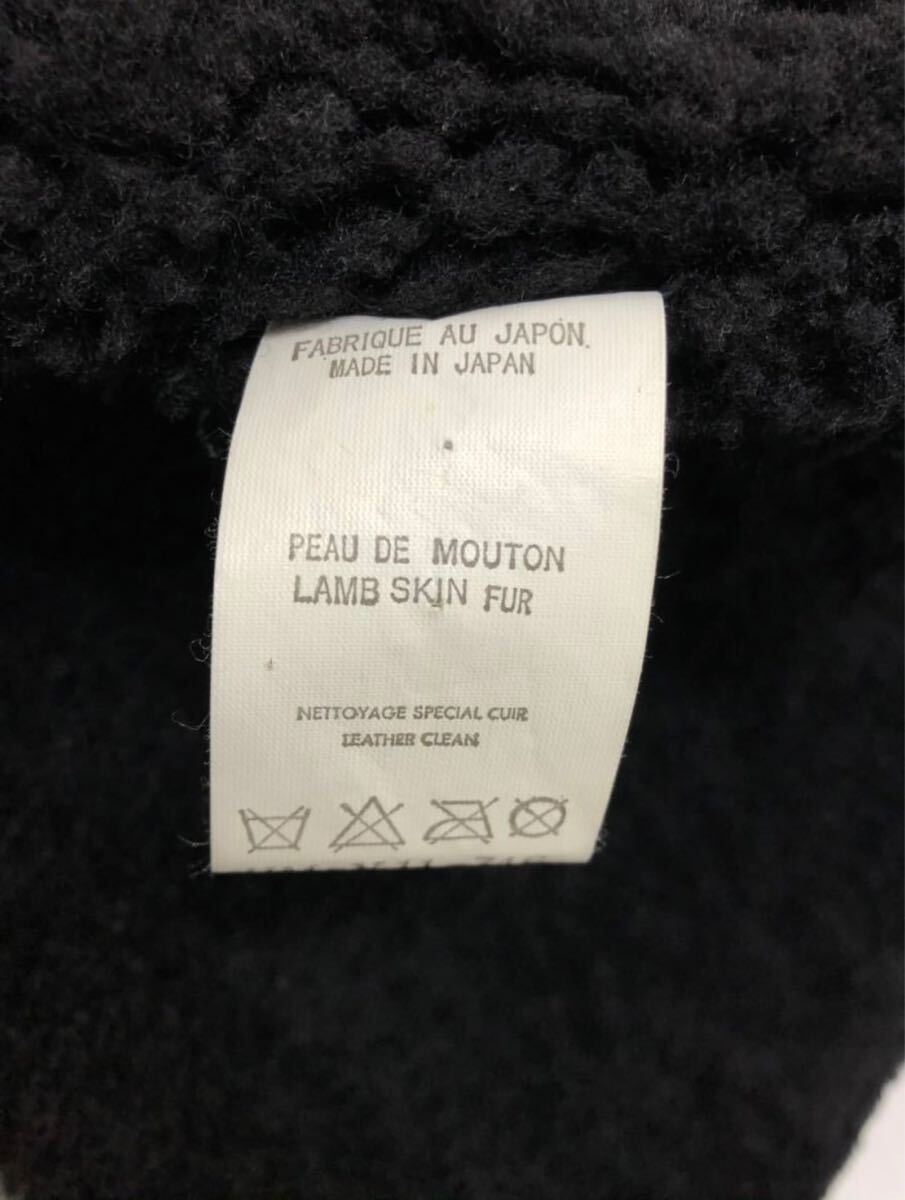 FABRIQUE AU JAPON.
MADE IN JAPAN
PEAU DE MOUTON
LAMB SKIN FUR
NETTOYAGE SPECIAL CUIR
LEATHER CLEAN